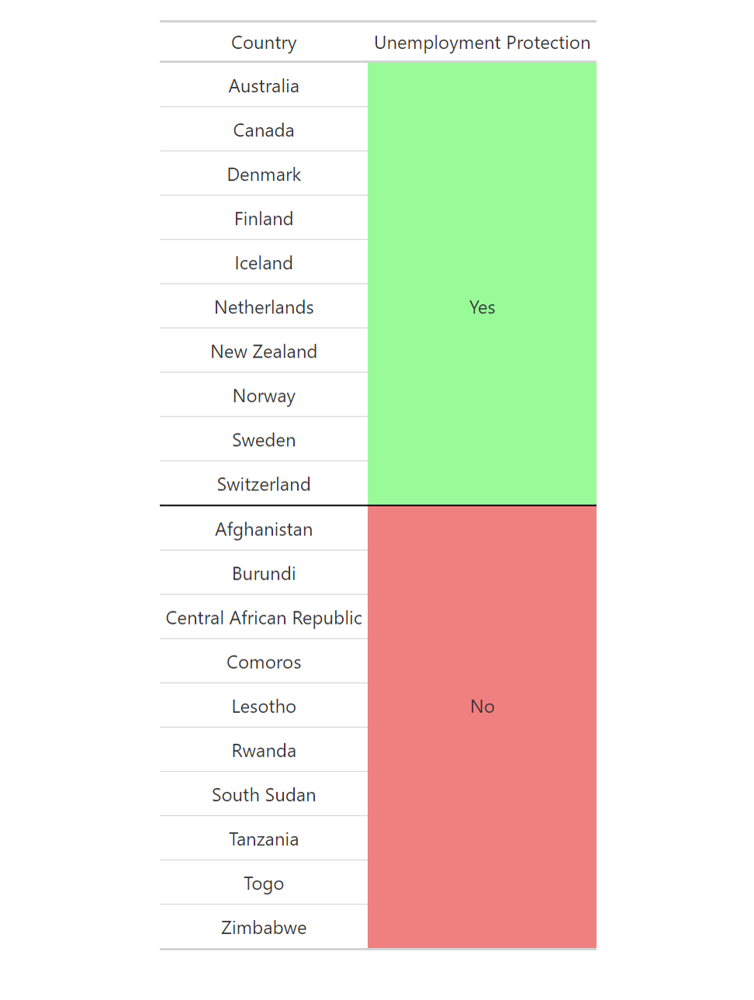 Country Unemployment Protection
Australia
Canada
Denmark
Finland
Iceland
Netherlands Yes
New Zealand
Norway
Sweden
Switzerland
Afghanistan
Burundi
Central African Republic
Comoros
Lesotho No
Rwanda
South Sudan
Tanzania
Togo
Zimbabwe